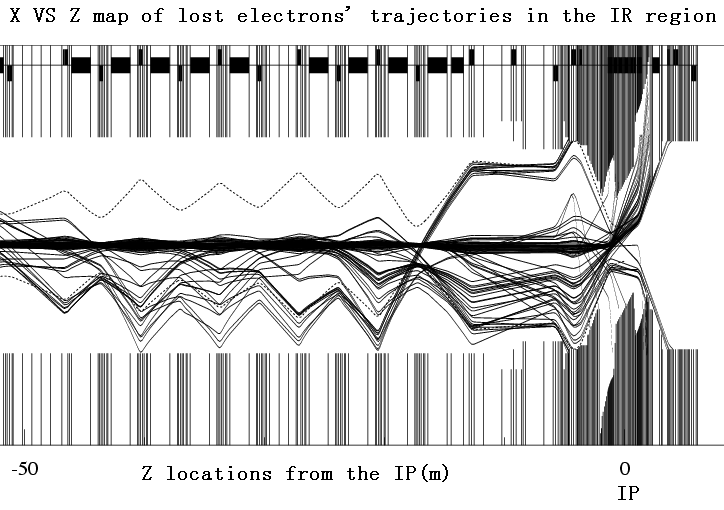 X VS Z map of lost electrons' trajectories in the IR region
-50
Z locations from the IP(m)
0
IP